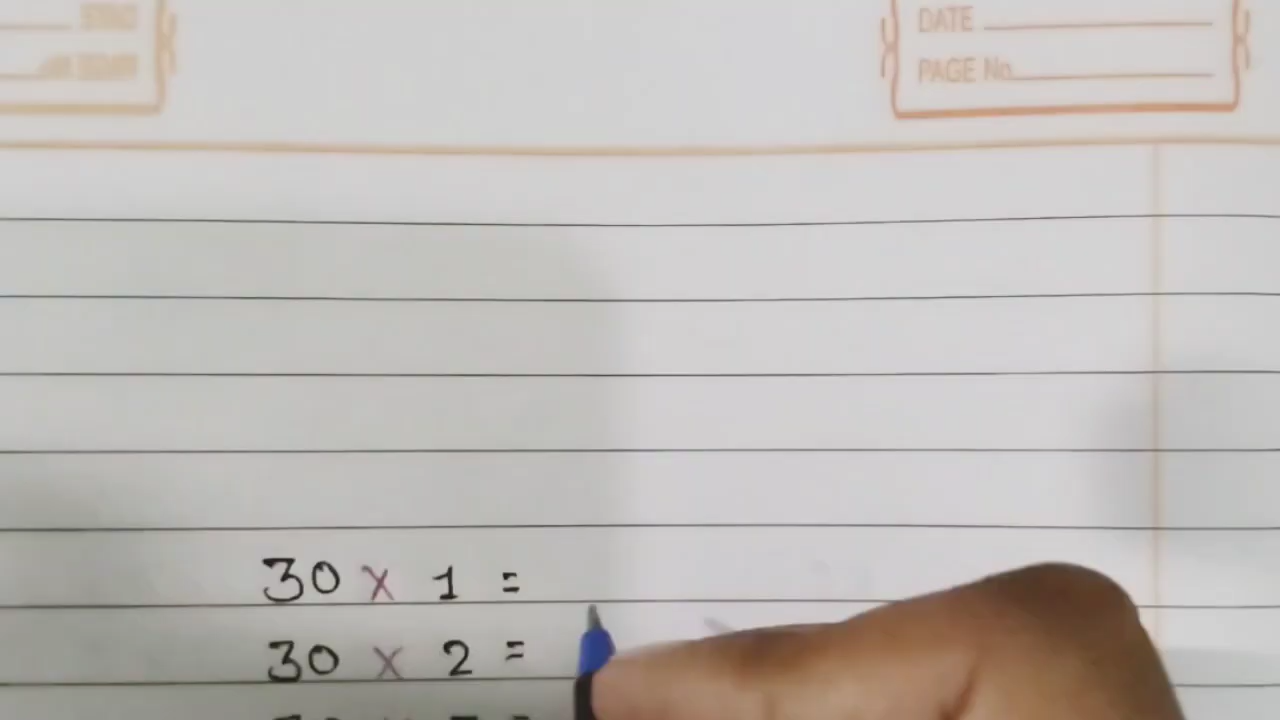 DATE
PAGE No.
30 x 1 =
30 x 2 =